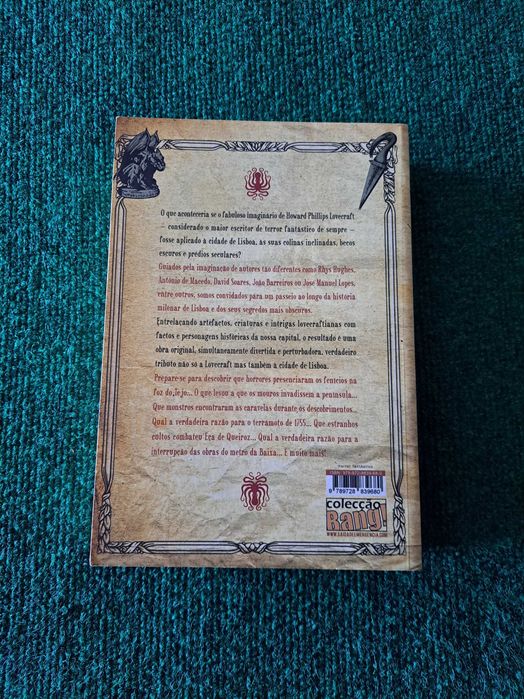 O que aconteceria se o fabuloso imaginário de Howard Phillips Lovecraft
– considerado o maior escritor de terror fantástico de sempre –
fosse aplicado à cidade de Lisboa, às suas colinas inclinadas, becos
escuros e prédios seculares?
Guiados pela imaginação de autores tão diferentes como Rhys Hughes,
António de Macedo, David Soares, João Barreiros ou José Manuel Lopes,
entre outros, somos convidados para um passeio ao longo da história
milenar de Lisboa e dos seus segredos mais obscuros.
Entrelaçando artefactos, criaturas e intrigas lovecraftianas com
factos e personagens históricas da nossa capital, o resultado é uma
obra original, simultaneamente divertida e perturbadora, verdadeiro
tributo não só a Lovecraft mas também à cidade de Lisboa.
Prepare-se para descobrir que horrores presenciaram os fenícios na
foz do Tejo... O que levou a que os mouros invadissem a península...
Que monstros encontraram as caravelas durante os descobrimentos...
Qual a verdadeira razão para o terramoto de 1755... Que estranhos
cultos combateu Eça de Queiroz... Qual a verdadeira razão para a
interrupção das obras do metro da Baixa... E muito mais!
Horror fantástico
9 789728 839680
colecção
Bang!
WWW.SAIDADEEMERGENCIA.COM